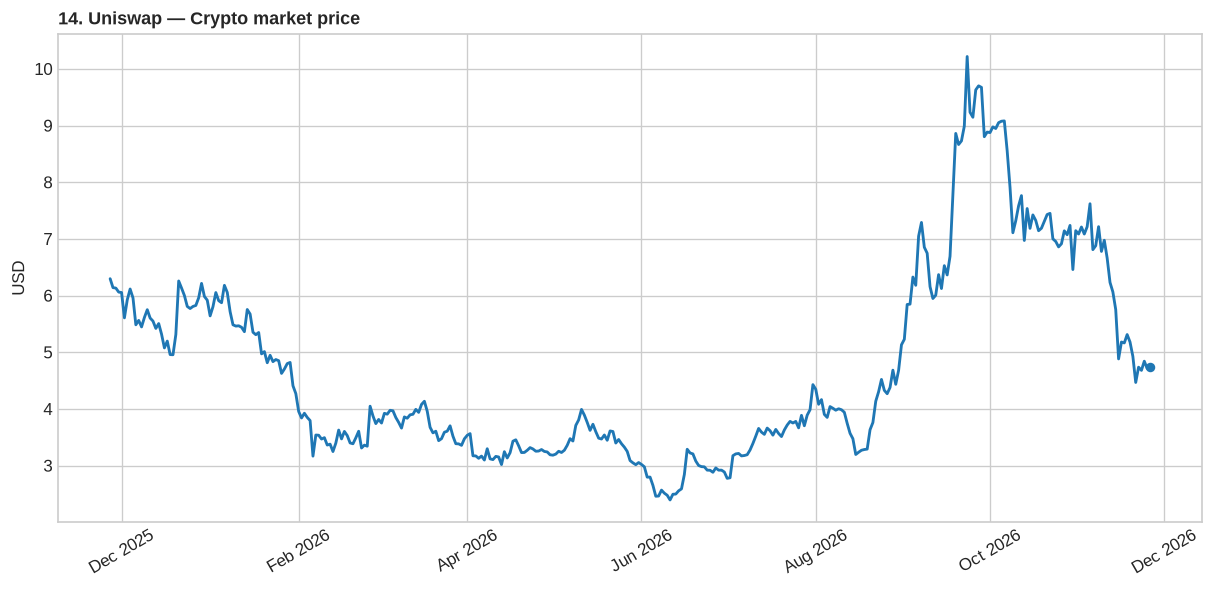 14. Uniswap — Crypto market price
USD
10
9
8
7
6
5
4
3
Dec 2025
Feb 2026
Apr 2026
Jun 2026
Aug 2026
Oct 2026
Dec 2026